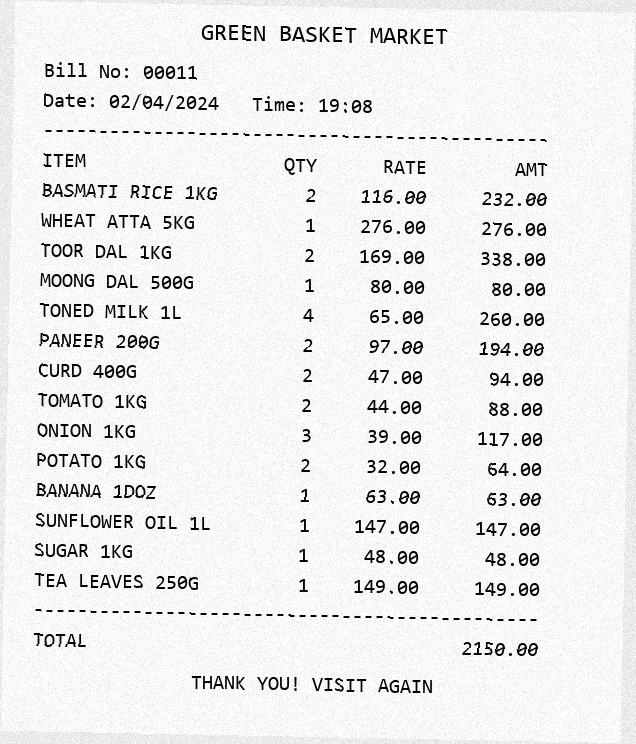 GREEN BASKET MARKET
Bill No: 00011
Date: 02/04/2024   Time: 19:08
----------------------------------------------
ITEM QTY RATE AMT
BASMATI RICE 1KG 2 116.00 232.00
WHEAT ATTA 5KG 1 276.00 276.00
TOOR DAL 1KG 2 169.00 338.00
MOONG DAL 500G 1 80.00 80.00
TONED MILK 1L 4 65.00 260.00
PANEER 200G 2 97.00 194.00
CURD 400G 2 47.00 94.00
TOMATO 1KG 2 44.00 88.00
ONION 1KG 3 39.00 117.00
POTATO 1KG 2 32.00 64.00
BANANA 1DOZ 1 63.00 63.00
SUNFLOWER OIL 1L 1 147.00 147.00
SUGAR 1KG 1 48.00 48.00
TEA LEAVES 250G 1 149.00 149.00
----------------------------------------------
TOTAL 2150.00
THANK YOU! VISIT AGAIN